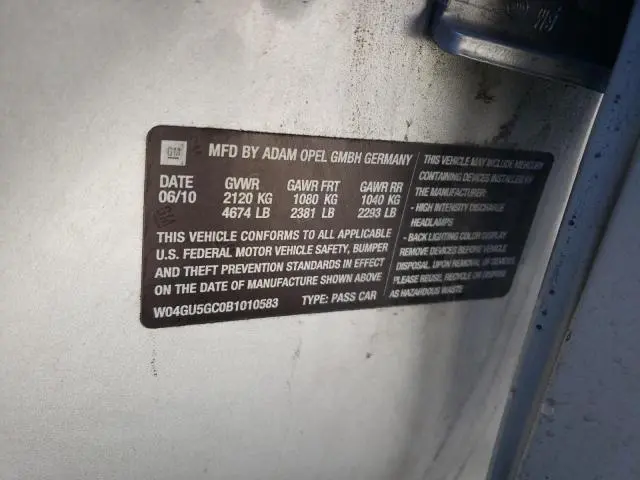 GM MFD BY ADAM OPEL GMBH GERMANY
DATE GVWR GAWR FRT GAWR RR
06/10 2120 KG 1080 KG 1040 KG
4674 LB 2381 LB 2293 LB
THIS VEHICLE CONFORMS TO ALL APPLICABLE
U.S. FEDERAL MOTOR VEHICLE SAFETY, BUMPER
AND THEFT PREVENTION STANDARDS IN EFFECT
ON THE DATE OF MANUFACTURE SHOWN ABOVE
W04GU5GC0B1010583 TYPE: PASS CAR
THIS VEHICLE MAY INCLUDE MERCURY
CONTAINING DEVICES INSTALLED BY
THE MANUFACTURER:
- HIGH INTENSITY DISCHARGE
HEADLAMPS
- BACK LIGHTING COLOR DISPLAY
REMOVE DEVICES BEFORE VEHICLE
DISPOSAL. UPON REMOVAL OF DEVICES,
PLEASE REUSE, RECYCLE OR DISPOSE
AS HAZARDOUS WASTE